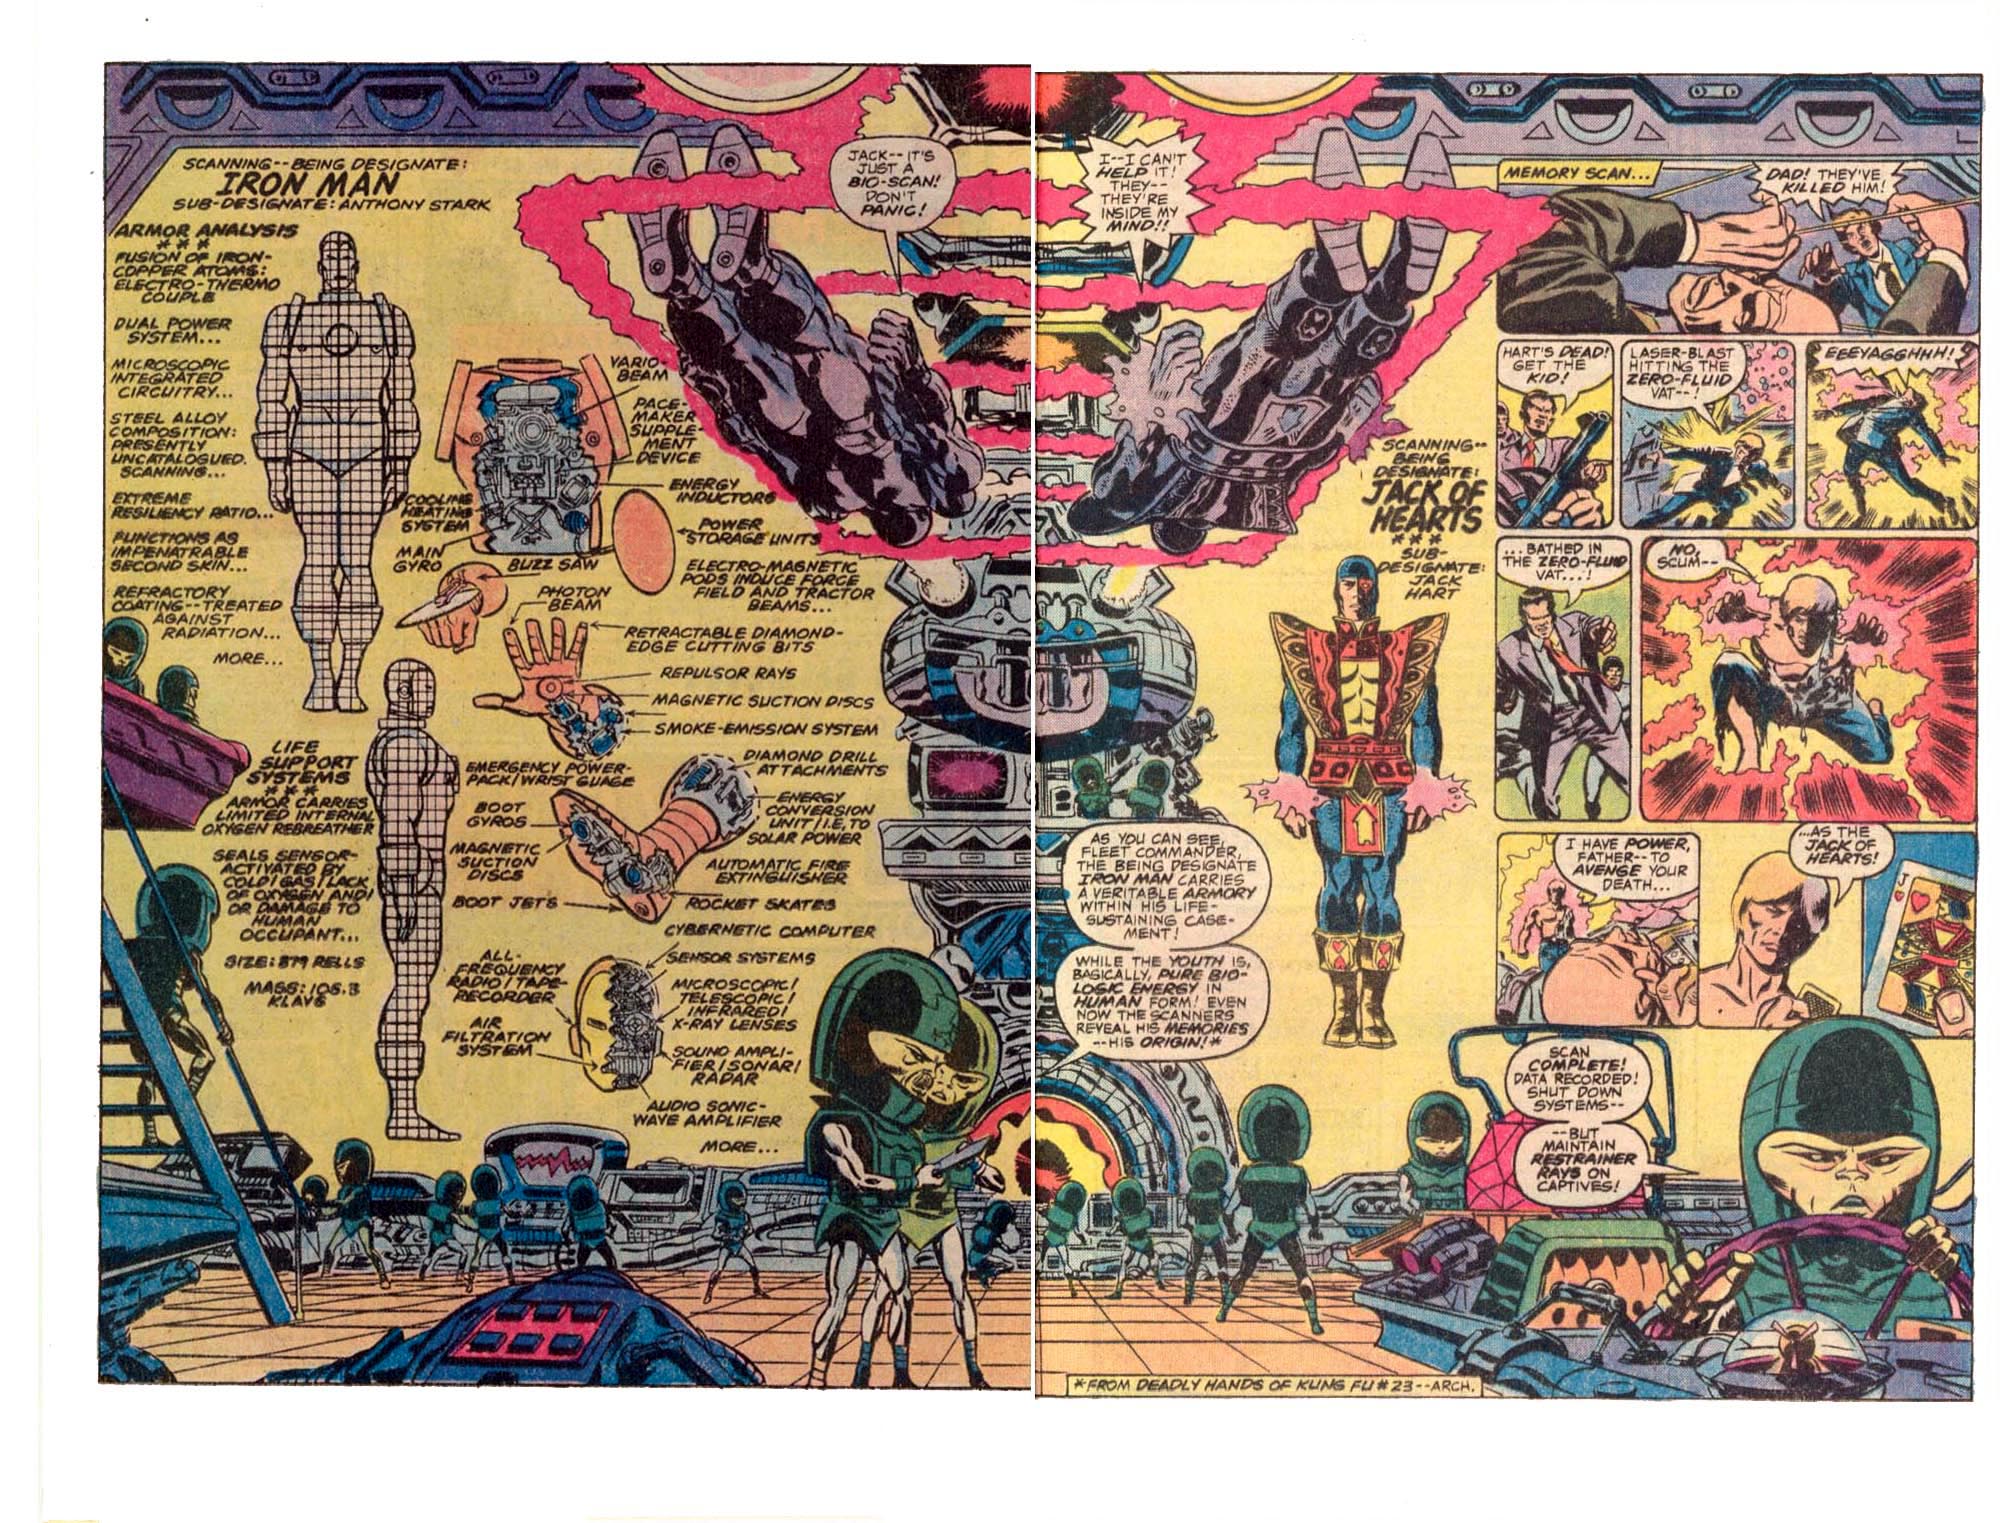 SCANNING--BEING DESIGNATE:
IRON MAN
SUB-DESIGNATE: ANTHONY STARK
ARMOR ANALYSIS
***
FUSION OF IRON-
COPPER ATOMS:
ELECTRO-THERMO
COUPLE
DUAL POWER
SYSTEM...
MICROSCOPIC
INTEGRATED
CIRCUITRY...
STEEL ALLOY
COMPOSITION:
PRESENTLY
UNCATALOGUED.
SCANNING...
EXTREME
RESILIENCY RATIO...
FUNCTIONS AS
IMPENATRABLE
SECOND SKIN...
REFRACTORY
COATING--TREATED
AGAINST
RADIATION...
MORE...
LIFE
SUPPORT
SYSTEMS
***
ARMOR CARRIES
LIMITED INTERNAL
OXYGEN REBREATHER
SEALS SENSOR-
ACTIVATED BY
COLD/GAS/LACK
OF OXYGEN AND/
OR DAMAGE TO
HUMAN
OCCUPANT...
SIZE: 879 RELLS
MASS: 105.3
KLAYS
VARIO-
BEAM
PACE-
MAKER
SUPPLE-
MENT
DEVICE
ENERGY
INDUCTORS
COOLING
HEATING
SYSTEM
POWER
STORAGE UNITS
MAIN
GYRO
BUZZ SAW
ELECTRO-MAGNETIC
PODS INDUCE FORCE
FIELD AND TRACTOR
BEAMS...
PHOTON
BEAM
RETRACTABLE DIAMOND-
EDGE CUTTING BITS
REPULSOR RAYS
MAGNETIC SUCTION DISCS
SMOKE-EMISSION SYSTEM
EMERGENCY POWER-
PACK/WRIST GUAGE
DIAMOND DRILL
ATTACHMENTS
BOOT
GYROS
ENERGY
CONVERSION
UNIT/I.E, TO
SOLAR POWER
MAGNETIC
SUCTION
DISCS
AUTOMATIC FIRE
EXTINGUISHER
BOOT JETS
ROCKET SKATES
CYBERNETIC COMPUTER
ALL-
FREQUENCY
RADIO/TAPE-
RECORDER
SENSOR SYSTEMS
MICROSCOPIC/
TELESCOPIC/
INFRARED/
X-RAY LENSES
AIR
FILTRATION
SYSTEM
SOUND AMPLI-
FIER/SONAR/
RADAR
AUDIO SONIC-
WAVE AMPLIFIER
MORE...
JACK--IT'S
JUST A
BIO-SCAN!
DON'T
PANIC!
I--I CAN'T
HELP IT!
THEY--
THEY'RE
INSIDE MY
MIND!!
SCANNING--
BEING
DESIGNATE:
JACK OF
HEARTS
***
SUB-
DESIGNATE:
JACK
HART
MEMORY SCAN...
DAD! THEY'VE
KILLED HIM!
HART'S DEAD!
GET THE
KID!
LASER-BLAST
HITTING THE
ZERO-FLUID
VAT--!
EEEYAGGHHH!
...BATHED IN
THE ZERO-FLUID
VAT...!
NO,
SCUM--
I HAVE POWER,
FATHER--TO
AVENGE YOUR
DEATH...
...AS THE
JACK OF
HEARTS!
J
AS YOU CAN SEE,
FLEET COMMANDER,
THE BEING DESIGNATE
IRON MAN CARRIES
A VERITABLE ARMORY
WITHIN HIS LIFE-
SUSTAINING CASE-
MENT!
WHILE THE YOUTH IS,
BASICALLY, PURE BIO-
LOGIC ENERGY IN
HUMAN FORM! EVEN
NOW THE SCANNERS
REVEAL HIS MEMORIES
--HIS ORIGIN!*
SCAN
COMPLETE!
DATA RECORDED!
SHUT DOWN
SYSTEMS--
--BUT
MAINTAIN
RESTRAINER
RAYS ON
CAPTIVES!
*FROM DEADLY HANDS OF KUNG FU #23--ARCH.